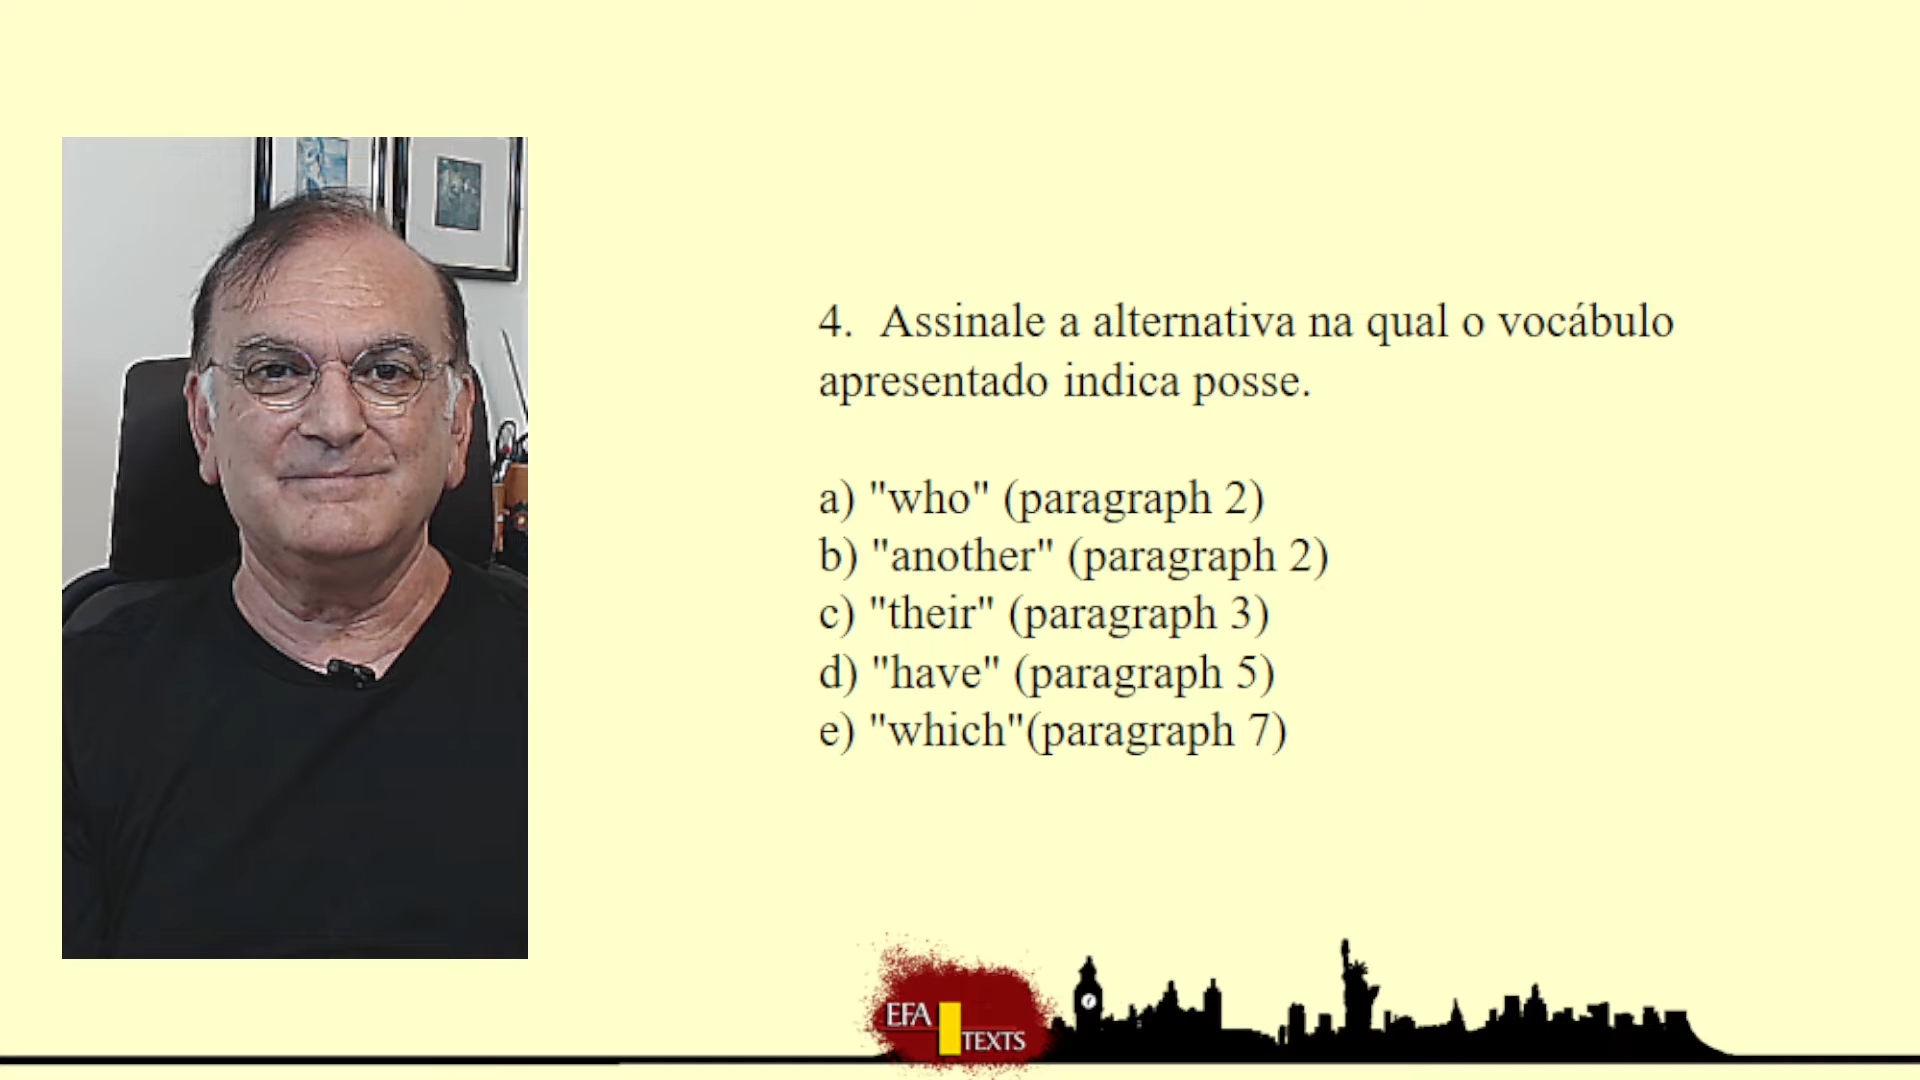 4. Assinale a alternativa na qual o vocábulo
apresentado indica posse.
a) "who" (paragraph 2)
b) "another" (paragraph 2)
c) "their" (paragraph 3)
d) "have" (paragraph 5)
e) "which"(paragraph 7)
EFA
TEXTS